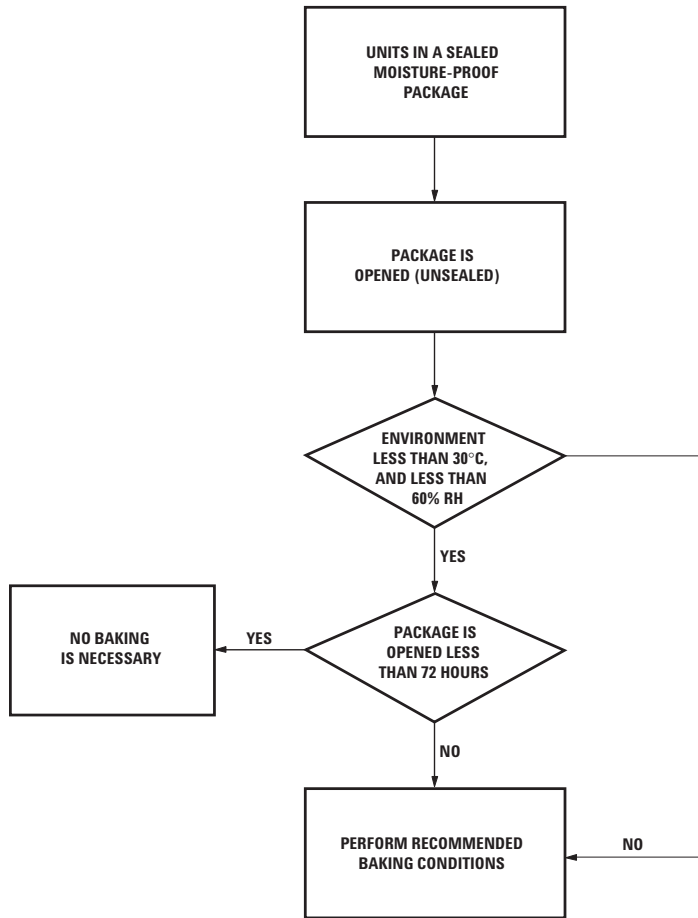 UNITS IN A SEALED
MOISTURE-PROOF
PACKAGE
PACKAGE IS
OPENED (UNSEALED)
ENVIRONMENT
LESS THAN 30°C,
AND LESS THAN
60% RH
YES
NO BAKING
IS NECESSARY
YES
PACKAGE IS
OPENED LESS
THAN 72 HOURS
NO
PERFORM RECOMMENDED
BAKING CONDITIONS
NO